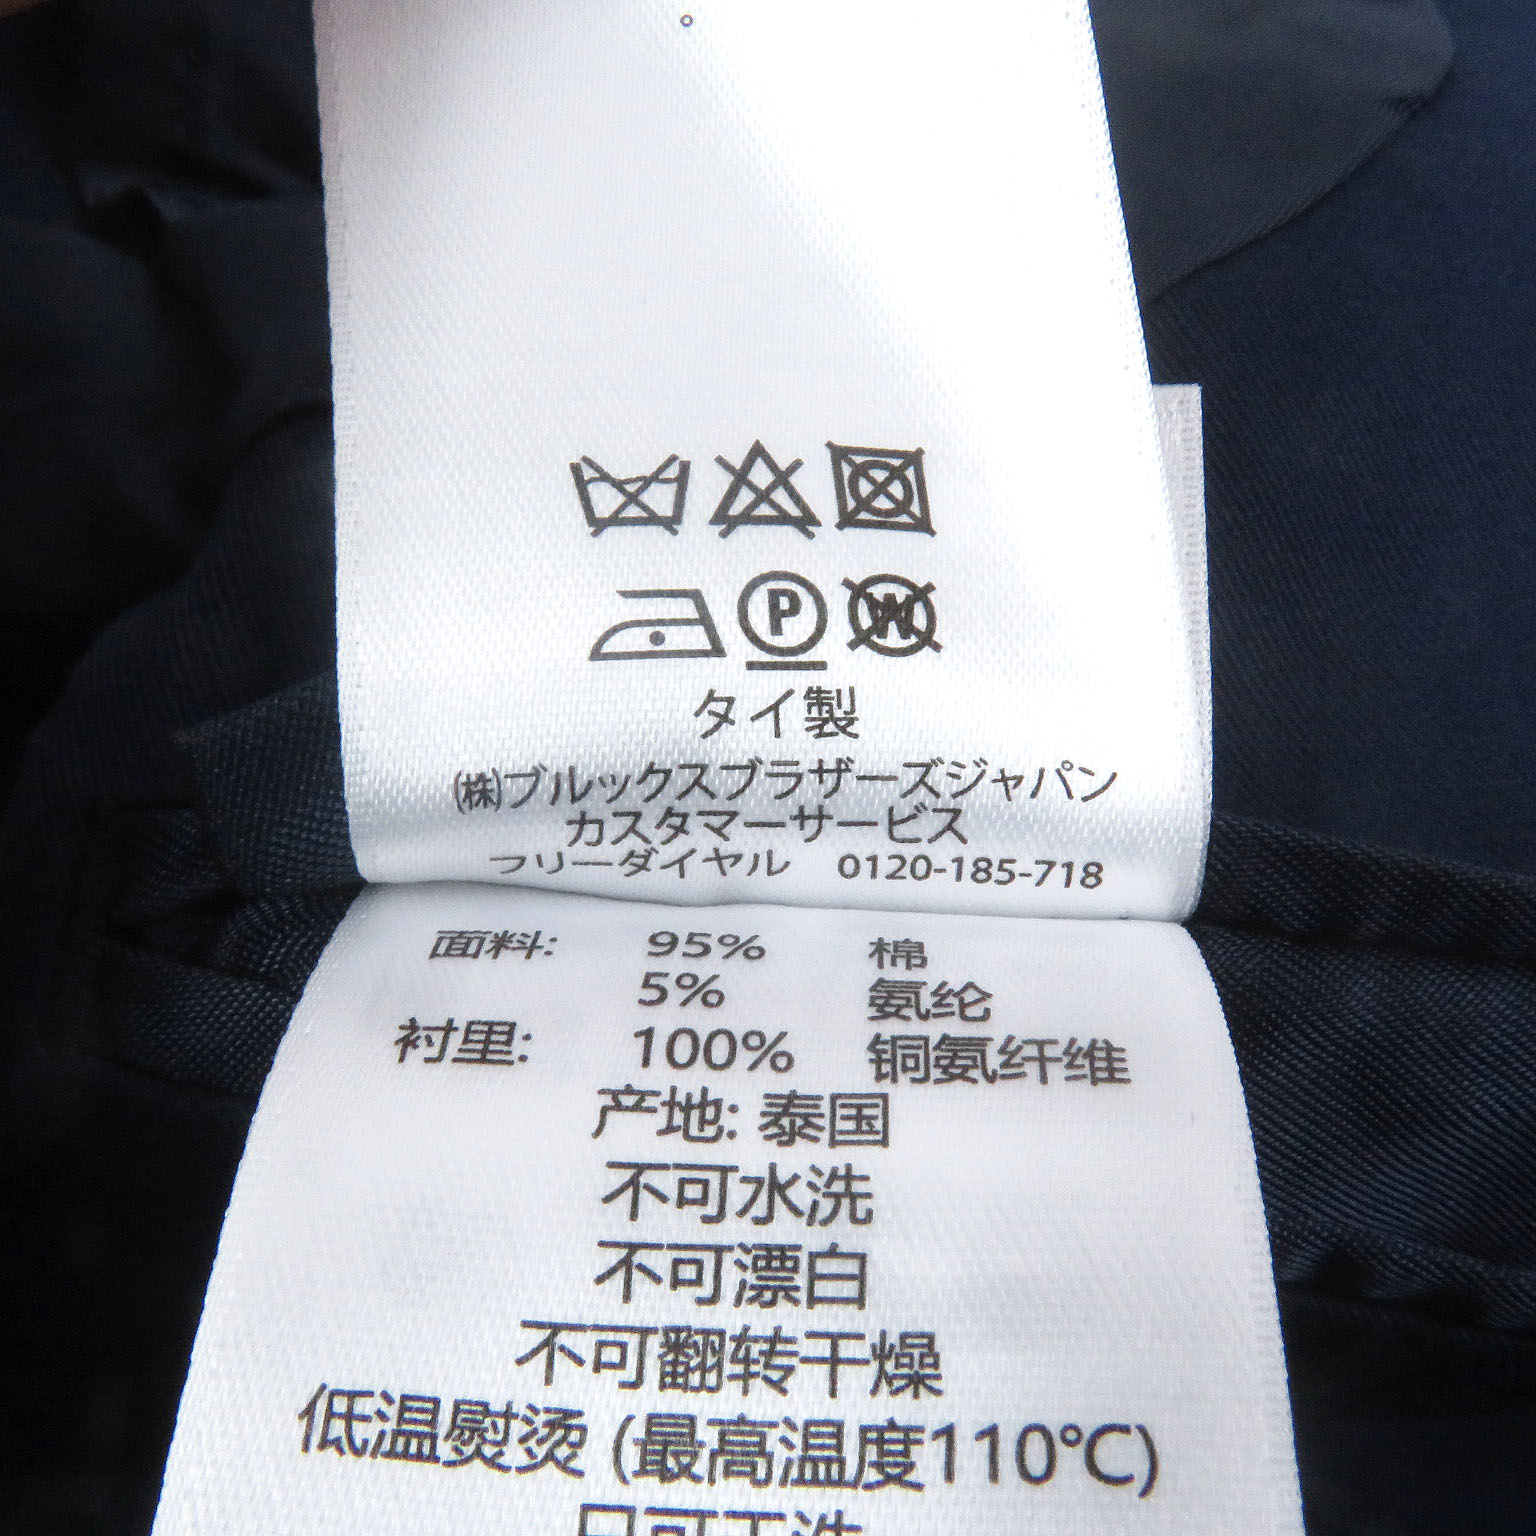 P W
タイ製
㈱ブルックスブラザーズジャパン
カスタマーサービス
フリーダイヤル 0120-185-718
面料: 95% 棉
5% 氨纶
衬里: 100% 铜氨纤维
产地: 泰国
不可水洗
不可漂白
不可翻转干燥
低温熨烫 (最高温度110℃)
只可干洗